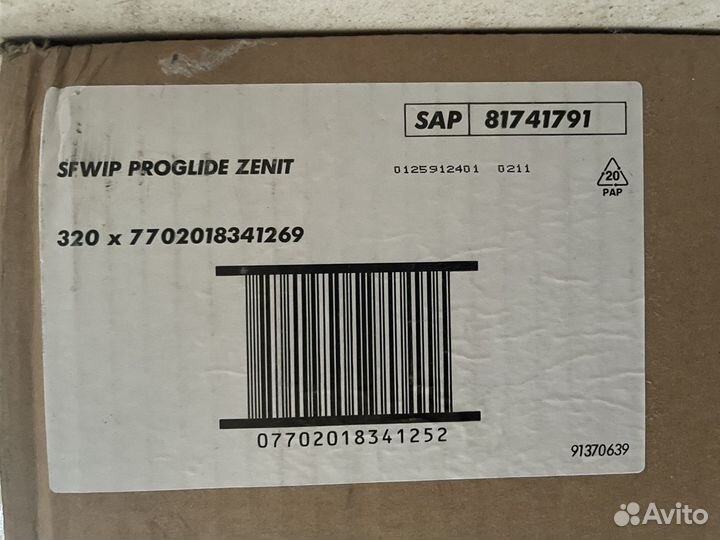 SAP 81741791
SFWIP PROGLIDE ZENIT
0125912401 0211
20
PAP
320 x 7702018341269
07702018341252
91370639
Avito